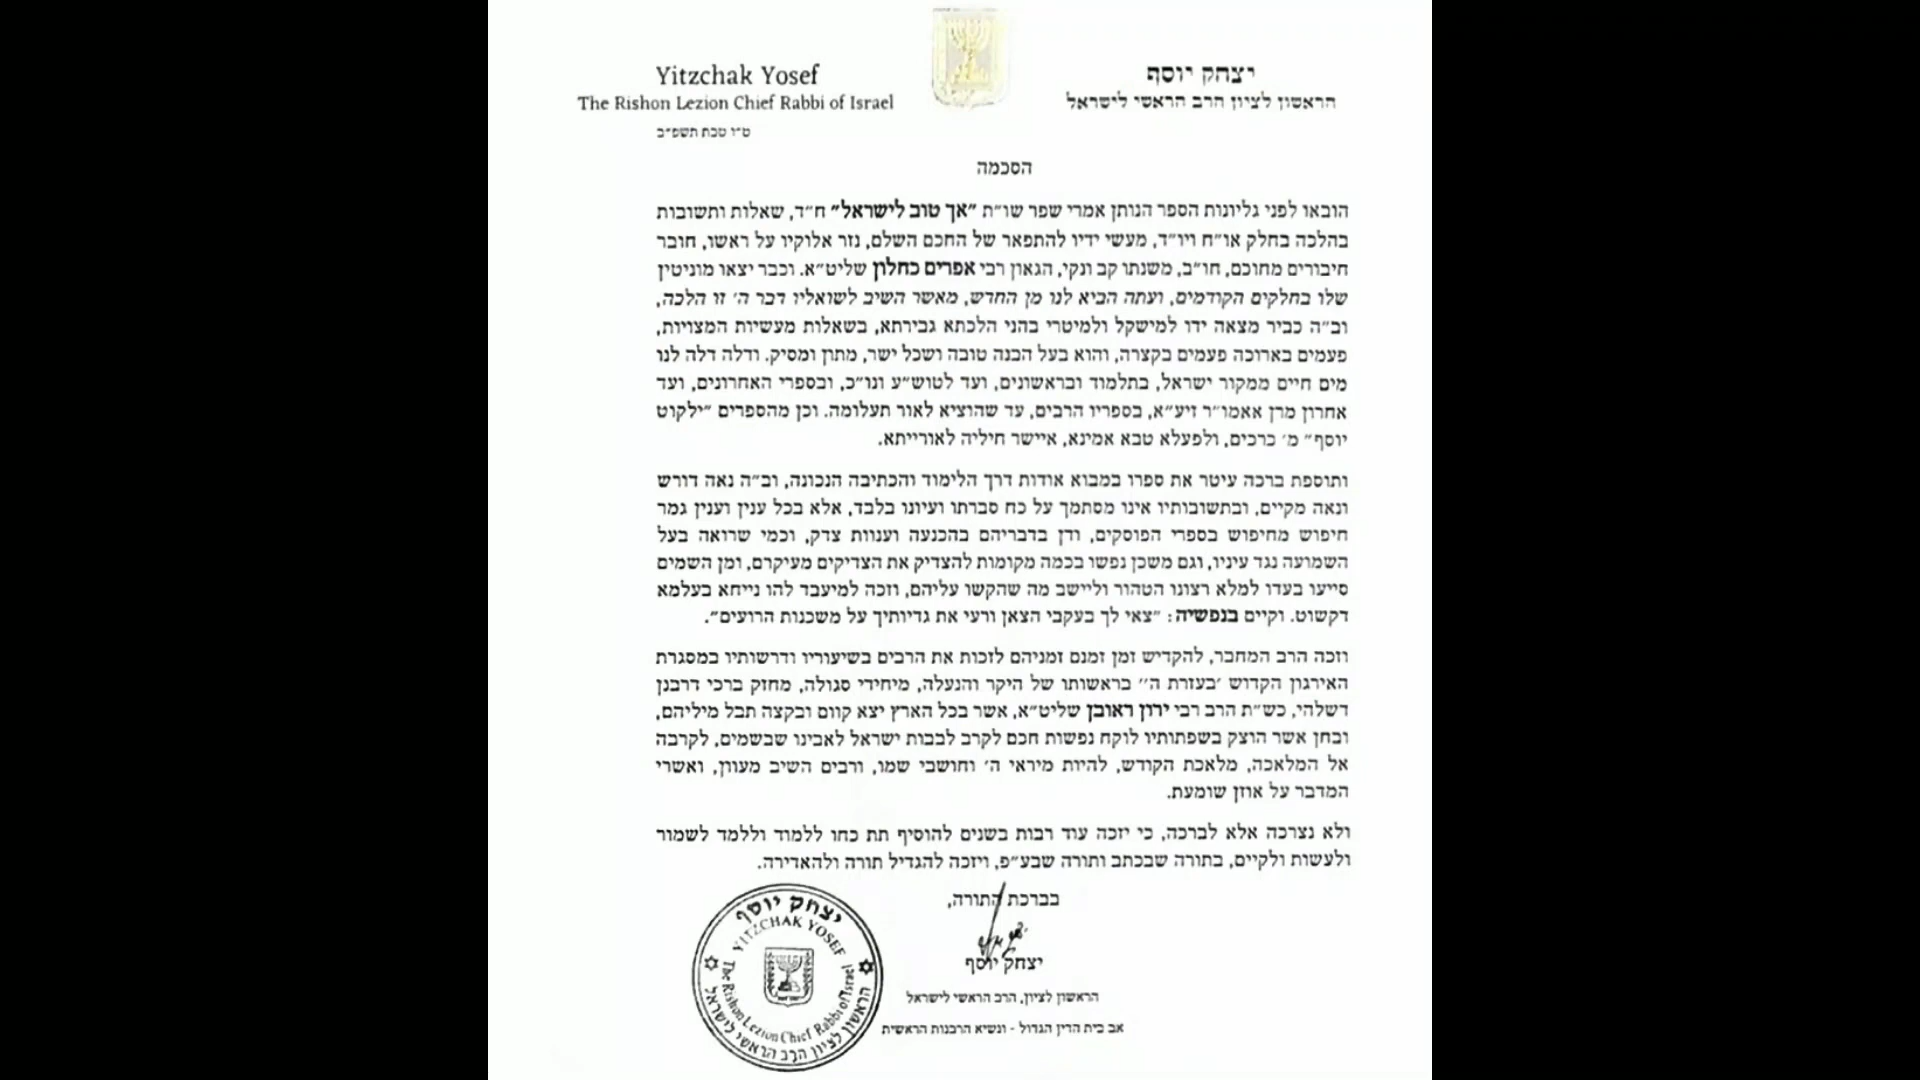 יצחק יוסף
הראשון לציון הרב הראשי לישראל
Yitzchak Yosef
The Rishon Lezion Chief Rabbi of Israel
ט״ו טבת תשפ״ב
הסכמה
הובאו לפני גליונות הספר הנותן אמרי שפר שו״ת ״אך טוב לישראל״ ח״ד, שאלות ותשובות
בהלכה בחלק או״ח ויו״ד, מעשי ידיו להתפאר של החכם השלם, נזר אלוקיו על ראשו, חובר
חיבורים מחוכם, חו״ב, משנתו קב ונקי, הגאון רבי אפרים כחלון שליט״א. וכבר יצאו מוניטין
שלו בחלקים הקודמים, ועתה הביא לנו מן החדש, מאשר השיב לשואליו דבר ה׳ זו הלכה,
וב״ה כביר מצאה ידו למישקל ולמיטרי בהני הלכתא גבירתא, בשאלות מעשיות המצויות,
פעמים בארוכה פעמים בקצרה, והוא בעל הבנה טובה ושכל ישר, מתון ומסיק. ודלה דלה לנו
מים חיים ממקור ישראל, בתלמוד ובראשונים, ועד לטוש״ע ונו״כ, ובספרי האחרונים, ועד
אחרון מרן אאמו״ר זיע״א, בספריו הרבים, עד שהוציא לאור תעלומה. וכן מהספרים ״ילקוט
יוסף״ מ׳ כרכים, ולפעלא טבא אמינא, איישר חיליה לאורייתא.
ותוספת ברכה עיטר את ספרו במבוא אודות דרך הלימוד והכתיבה הנכונה, וב״ה נאה דורש
ונאה מקיים, ובתשובותיו אינו מסתמך על כח סברתו ועיונו בלבד, אלא בכל ענין וענין גמר
חיפוש מחיפוש בספרי הפוסקים, ודן בדבריהם בהכנעה וענוות צדק, וכמי שרואה בעל
השמועה נגד עיניו, וגם משכן נפשו בכמה מקומות להצדיק את הצדיקים מעיקרם, ומן השמים
סייעו בעדו למלא רצונו הטהור וליישב מה שהקשו עליהם, וזכה למיעבד להו נייחא בעלמא
דקשוט. וקיים בנפשיה: ״צאי לך בעקבי הצאן ורעי את גדיותיך על משכנות הרועים״.
וזכה הרב המחבר, להקדיש זמן זמנם זמניהם לזכות את הרבים בשיעוריו ודרשותיו במסגרת
האירגון הקדוש ׳בעזרת ה׳׳ בראשותו של היקר והנעלה, מיחידי סגולה, מחזק ברכי דרבנן
דשלהי, כש״ת הרב רבי ירון ראובן שליט״א, אשר בכל הארץ יצא קוום ובקצה תבל מיליהם,
ובחן אשר הוצק בשפתותיו לוקח נפשות חכם לקרב לבבות ישראל לאבינו שבשמים, לקרבה
אל המלאכה, מלאכת הקודש, להיות מיראי ה׳ וחושבי שמו, ורבים השיב מעוון, ואשרי
המדבר על אוזן שומעת.
ולא נצרכה אלא לברכה, כי יזכה עוד רבות בשנים להוסיף תת כחו ללמוד וללמד לשמור
ולעשות ולקיים, בתורה שבכתב ותורה שבע״פ, ויזכה להגדיל תורה ולהאדירה.
בברכת התורה,
יצחק יוסף
הראשון לציון, הרב הראשי לישראל
אב בית הדין הגדול - ונשיא הרבנות הראשית
יצחק יוסף
YITZCHAK YOSEF
The Rishon Lezion Chief Rabbi of Israel
הראשון לציון הרב הראשי לישראל